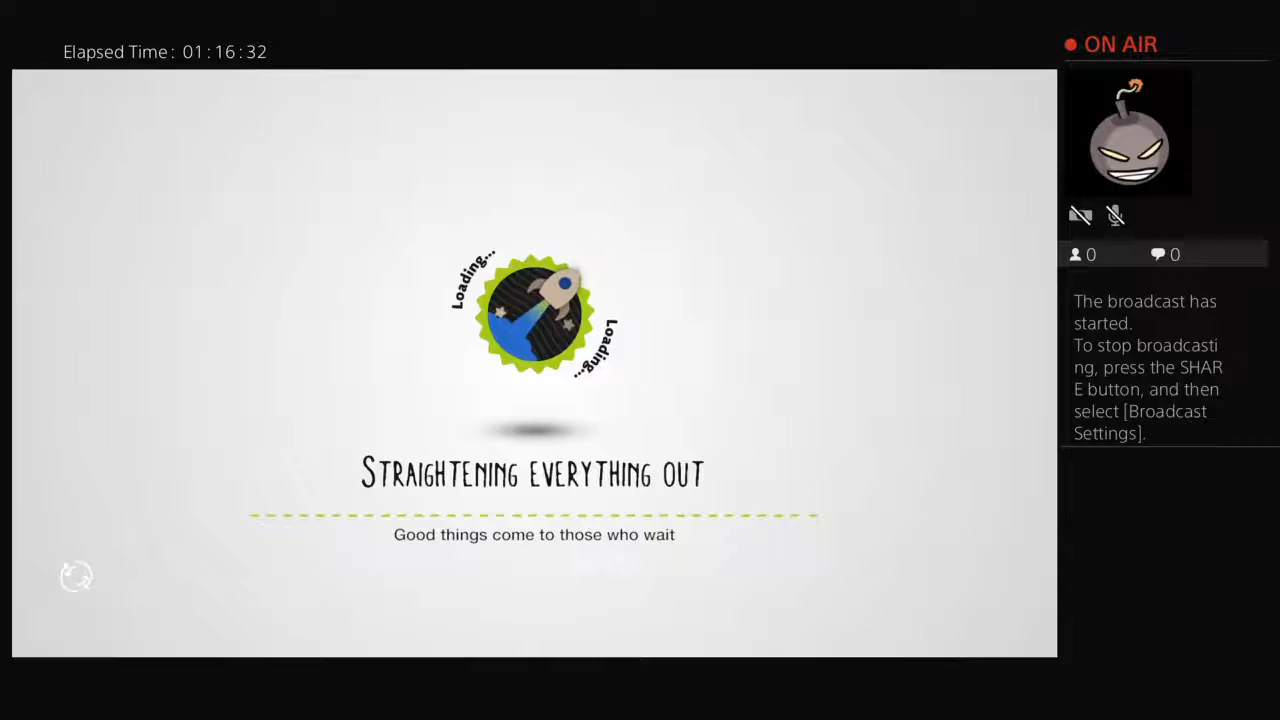 Elapsed Time: 01:16:32
ON AIR
Loading...
Loading...
0
0
The broadcast has
started.
To stop broadcasti
ng, press the SHAR
E button, and then
select [Broadcast
Settings].
STRAIGHTENING EVERYTHING OUT
Good things come to those who wait